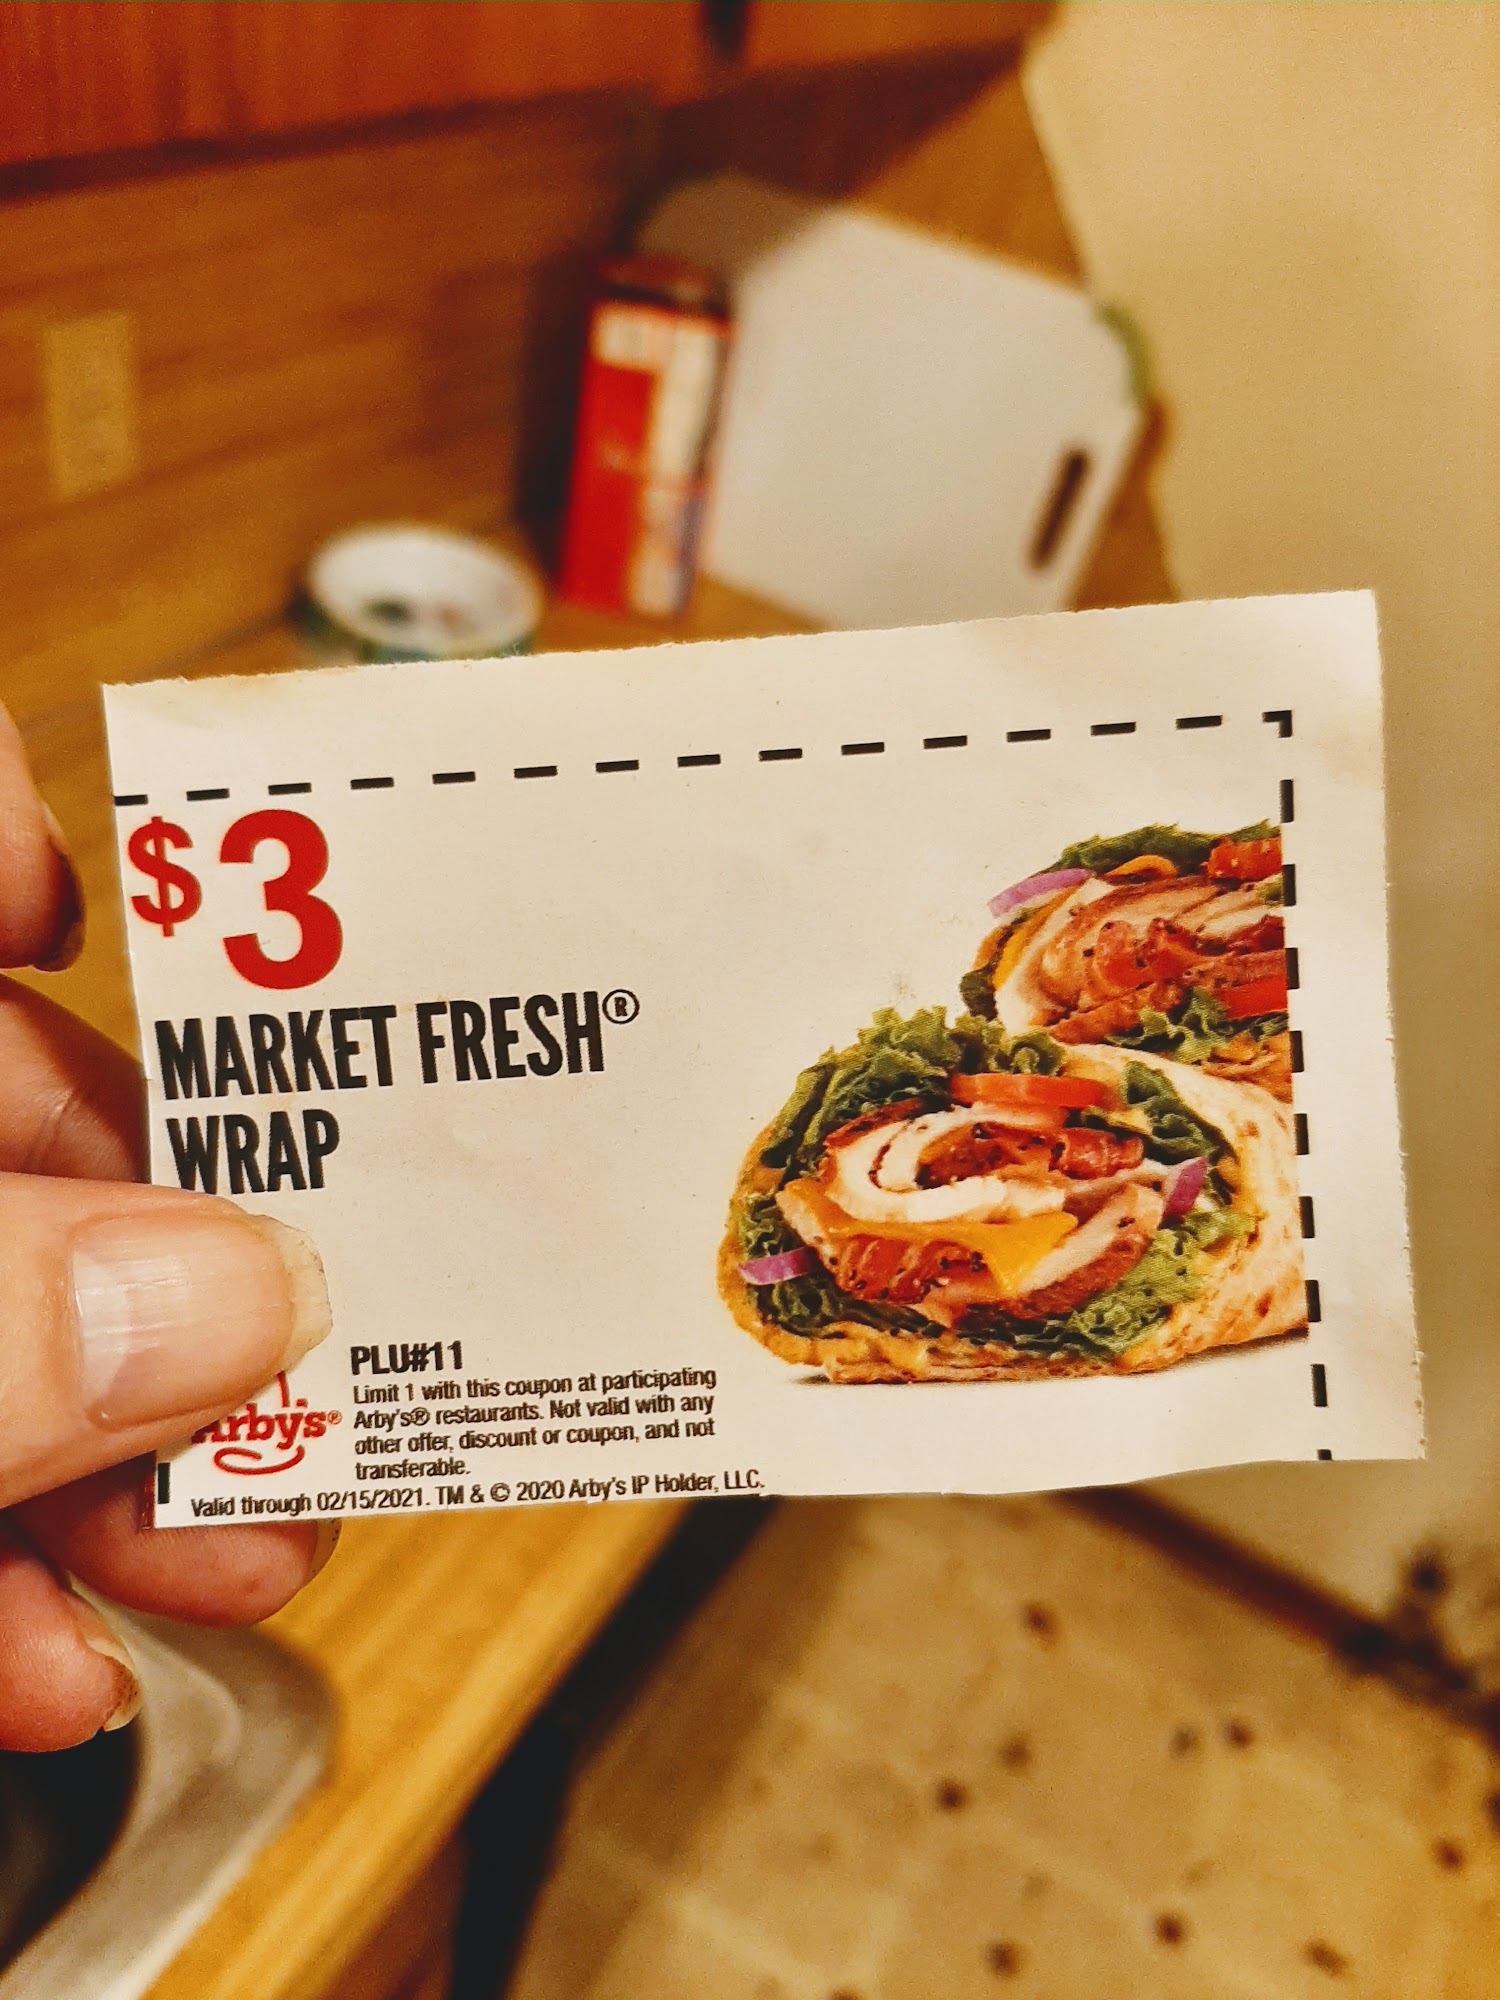 $3
MARKET FRESH®
WRAP
PLU#11
Limit 1 with this coupon at participating
Arby's® restaurants. Not valid with any
other offer, discount or coupon, and not
transferable.
Arby's®
Valid through 02/15/2021. TM & © 2020 Arby's IP Holder, LLC.